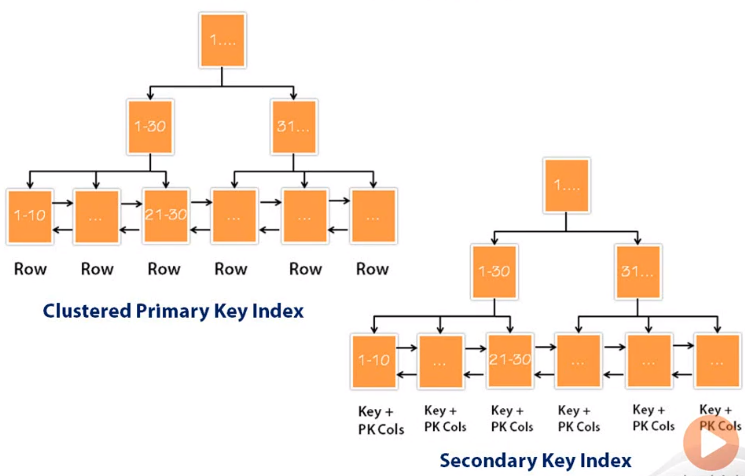 1....
1-30
31...
1-10
...
21-30
...
...
...
Row
Row
Row
Row
Row
Row
Clustered Primary Key Index
1....
1-30
31...
1-10
...
21-30
...
...
...
Key +
PK Cols
Key +
PK Cols
Key +
PK Cols
Key +
PK Cols
Key +
PK Cols
Key +
PK Cols
Secondary Key Index